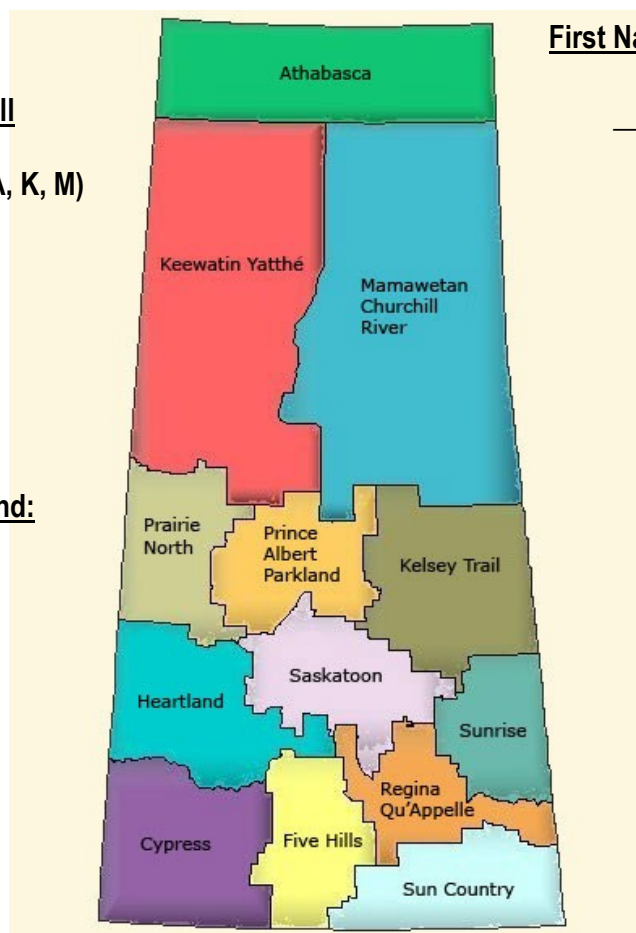 First Na
Athabasca
ll
A, K, M)
Keewatin Yatthé
Mamawetan
Churchill
River
nd:
Prairie
North
Prince
Albert
Parkland
Kelsey Trail
Saskatoon
Heartland
Sunrise
Regina
Qu'Appelle
Cypress
Five Hills
Sun Country